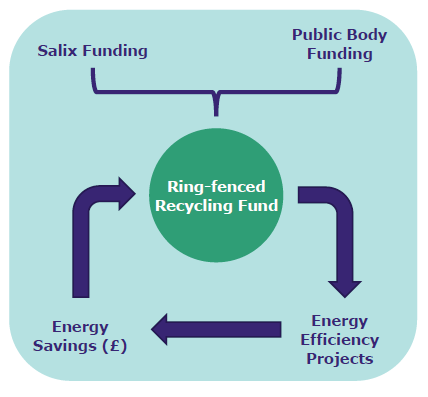 Salix Funding
Public Body
Funding
Ring-fenced
Recycling Fund
Energy
Savings (£)
Energy
Efficiency
Projects